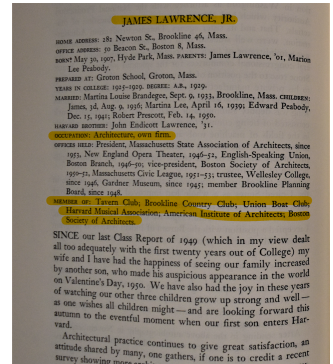 JAMES LAWRENCE, JR.
HOME ADDRESS: 282 Newton St., Brookline 46, Mass.
OFFICE ADDRESS: 50 Beacon St., Boston 8, Mass.
BORN: May 30, 1907, Hyde Park, Mass. PARENTS: James Lawrence, '01, Marion
Lee Peabody.
PREPARED AT: Groton School, Groton, Mass.
YEARS IN COLLEGE: 1925-1929. DEGREE: A.B., 1929.
MARRIED: Martina Louise Brandegee, Sept. 9, 1933, Brookline, Mass. CHILDREN:
James, 3d, Aug. 9, 1936; Martina Lee, April 16, 1939; Edward Peabody,
Dec. 15, 1941; Robert Prescott, Feb. 14, 1950.
HARVARD BROTHER: John Endicott Lawrence, '31.
OCCUPATION: Architecture, own firm.
OFFICES HELD: President, Massachusetts State Association of Architects, since
1953, New England Opera Theater, 1946-52, English-Speaking Union,
Boston Branch, 1946-50; vice-president, Boston Society of Architects,
1950-52, Massachusetts Civic League, 1951-53; trustee, Wellesley College,
since 1946, Gardner Museum, since 1945; member Brookline Planning
Board, since 1948.
MEMBER OF: Tavern Club; Brookline Country Club; Union Boat Club;
Harvard Musical Association; American Institute of Architects; Boston
Society of Architects.
SINCE our last Class Report of 1949 (which in my view dealt
all too adequately with the first twenty years out of College) my
wife and I have had the happiness of seeing our family increased
by another son, who made his auspicious appearance in the world
on Valentine's Day, 1950. We have also had the joy in these years
of watching our other three children grow up strong and well—
as one wishes all children might—and are looking forward this
autumn to the eventful moment when our first son enters Har-
vard.
Architectural practice continues to give great satisfaction, an
attitude shared by many, one gathers, if one is to credit a recent
survey showing more